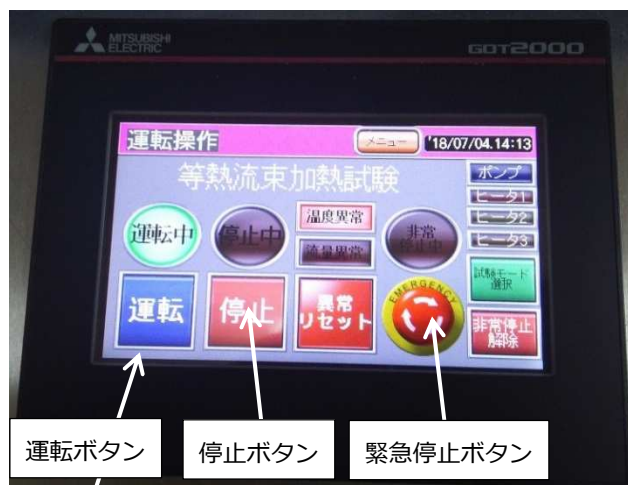 MITSUBISHI
ELECTRIC
GOT2000
運転操作
メニュー
'18/07/04.14:13
等熱流束加熱試験
ポンプ
ヒータ1
ヒータ2
ヒータ3
運転中
停止中
温度異常
流量異常
非常
停止中
試験モード
選択
運転
停止
異常
リセット
EMERGENCY
非常停止
解除
運転ボタン
停止ボタン
緊急停止ボタン